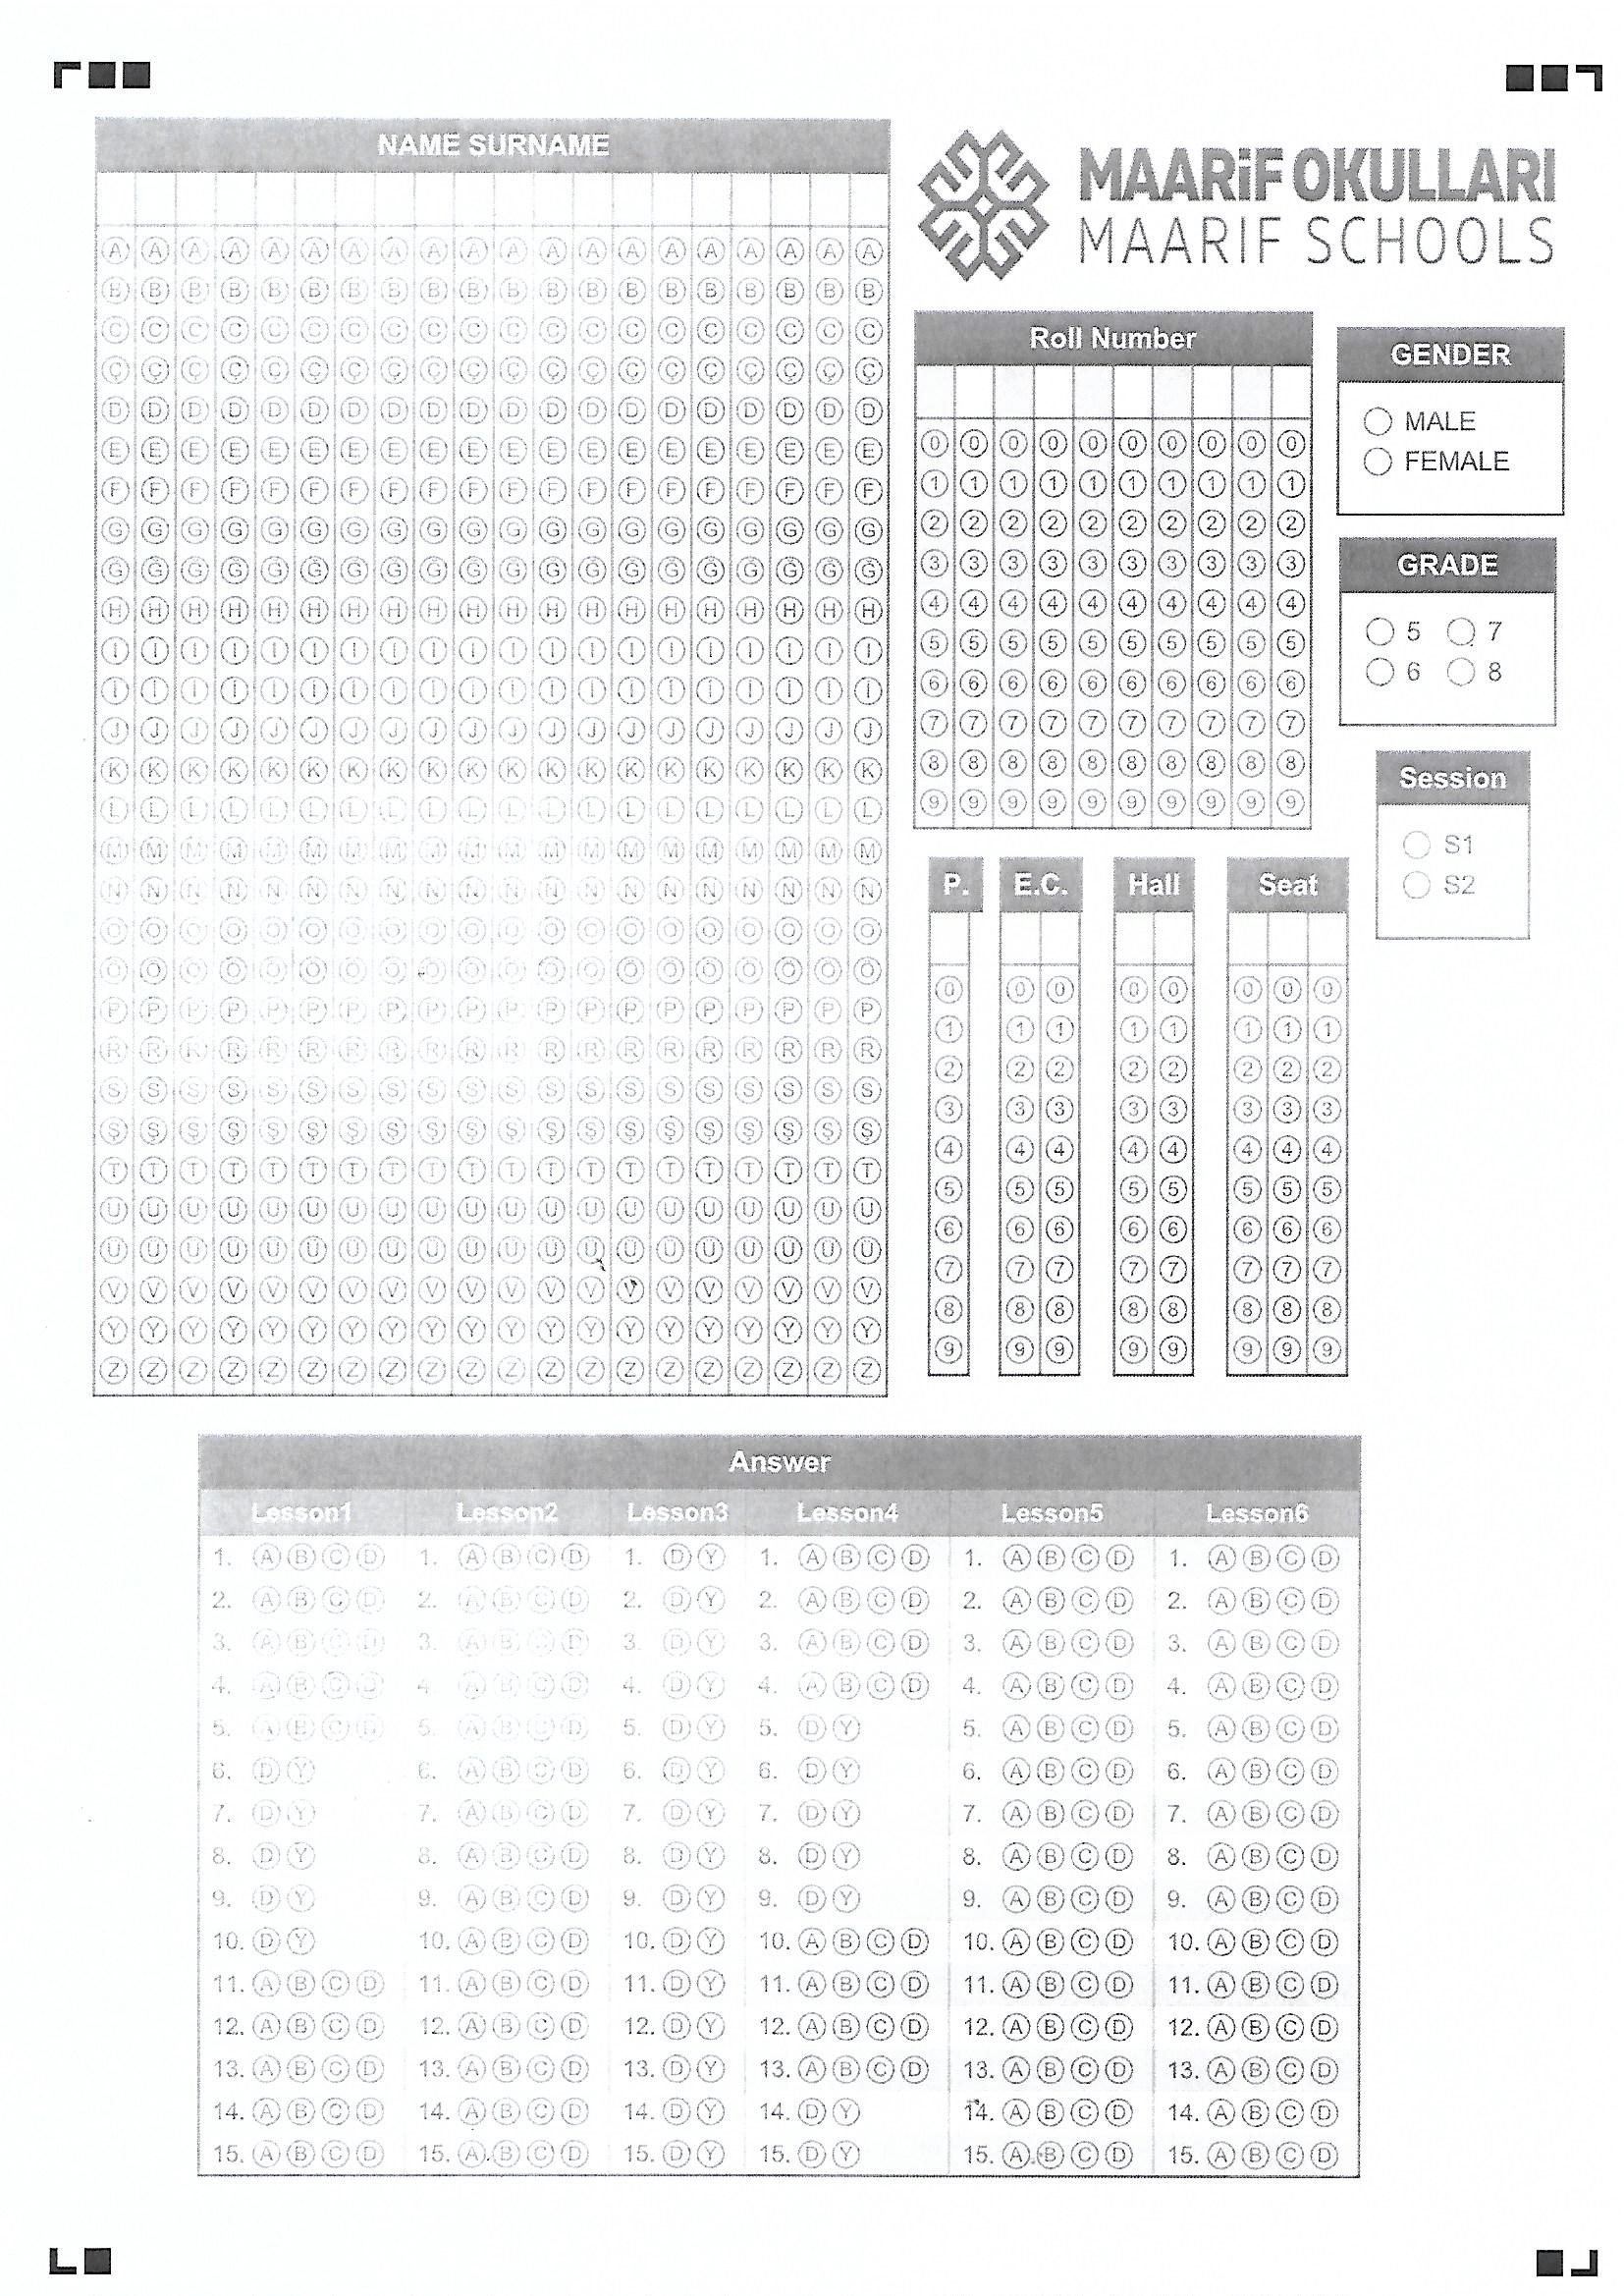 NAME SURNAME
A A A A A A A A A A A A A A A A A A A A
B B B B B B B B B B B B B B B B B B B B
C C C C C C C C C C C C C C C C C C C C
Ç Ç Ç Ç Ç Ç Ç Ç Ç Ç Ç Ç Ç Ç Ç Ç Ç Ç Ç Ç
D D D D D D D D D D D D D D D D D D D D
E E E E E E E E E E E E E E E E E E E E
F F F F F F F F F F F F F F F F F F F F
G G G G G G G G G G G G G G G G G G G G
Ğ Ğ Ğ Ğ Ğ Ğ Ğ Ğ Ğ Ğ Ğ Ğ Ğ Ğ Ğ Ğ Ğ Ğ Ğ Ğ
H H H H H H H H H H H H H H H H H H H H
I I I I I I I I I I I I I I I I I I I I
İ İ İ İ İ İ İ İ İ İ İ İ İ İ İ İ İ İ İ İ
J J J J J J J J J J J J J J J J J J J J
K K K K K K K K K K K K K K K K K K K K
L L L L L L L L L L L L L L L L L L L L
M M M M M M M M M M M M M M M M M M M M
N N N N N N N N N N N N N N N N N N N N
O O O O O O O O O O O O O O O O O O O O
Ö Ö Ö Ö Ö Ö Ö Ö Ö Ö Ö Ö Ö Ö Ö Ö Ö Ö Ö Ö
P P P P P P P P P P P P P P P P P P P P
R R R R R R R R R R R R R R R R R R R R
S S S S S S S S S S S S S S S S S S S S
Ş Ş Ş Ş Ş Ş Ş Ş Ş Ş Ş Ş Ş Ş Ş Ş Ş Ş Ş Ş
T T T T T T T T T T T T T T T T T T T T
U U U U U U U U U U U U U U U U U U U U
Ü Ü Ü Ü Ü Ü Ü Ü Ü Ü Ü Ü Ü Ü Ü Ü Ü Ü Ü Ü
V V V V V V V V V V V V V V V V V V V V
Y Y Y Y Y Y Y Y Y Y Y Y Y Y Y Y Y Y Y Y
Z Z Z Z Z Z Z Z Z Z Z Z Z Z Z Z Z Z Z Z
MAARiF OKULLARI
MAARIF SCHOOLS
Roll Number
0 0 0 0 0 0 0 0 0 0
1 1 1 1 1 1 1 1 1 1
2 2 2 2 2 2 2 2 2 2
3 3 3 3 3 3 3 3 3 3
4 4 4 4 4 4 4 4 4 4
5 5 5 5 5 5 5 5 5 5
6 6 6 6 6 6 6 6 6 6
7 7 7 7 7 7 7 7 7 7
8 8 8 8 8 8 8 8 8 8
9 9 9 9 9 9 9 9 9 9
GENDER
MALE
FEMALE
GRADE
5 7
6 8
Session
S1
S2
P. E.C. Hall Seat
0 0 0 0 0 0 0 0
1 1 1 1 1 1 1 1
2 2 2 2 2 2 2 2
3 3 3 3 3 3 3 3
4 4 4 4 4 4 4 4
5 5 5 5 5 5 5 5
6 6 6 6 6 6 6 6
7 7 7 7 7 7 7 7
8 8 8 8 8 8 8 8
9 9 9 9 9 9 9 9
Answer
Lesson1 Lesson2 Lesson3 Lesson4 Lesson5 Lesson6
1. A B C D 1. A B C D 1. D Y 1. A B C D 1. A B C D 1. A B C D
2. A B C D 2. A B C D 2. D Y 2. A B C D 2. A B C D 2. A B C D
3. A B C D 3. A B C D 3. D Y 3. A B C D 3. A B C D 3. A B C D
4. A B C D 4. A B C D 4. D Y 4. A B C D 4. A B C D 4. A B C D
5. A B C D 5. A B C D 5. D Y 5. D Y 5. A B C D 5. A B C D
6. D Y 6. A B C D 6. D Y 6. D Y 6. A B C D 6. A B C D
7. D Y 7. A B C D 7. D Y 7. D Y 7. A B C D 7. A B C D
8. D Y 8. A B C D 8. D Y 8. D Y 8. A B C D 8. A B C D
9. D Y 9. A B C D 9. D Y 9. D Y 9. A B C D 9. A B C D
10. D Y 10. A B C D 10. D Y 10. A B C D 10. A B C D 10. A B C D
11. A B C D 11. A B C D 11. D Y 11. A B C D 11. A B C D 11. A B C D
12. A B C D 12. A B C D 12. D Y 12. A B C D 12. A B C D 12. A B C D
13. A B C D 13. A B C D 13. D Y 13. A B C D 13. A B C D 13. A B C D
14. A B C D 14. A B C D 14. D Y 14. D Y 14. A B C D 14. A B C D
15. A B C D 15. A B C D 15. D Y 15. D Y 15. A B C D 15. A B C D